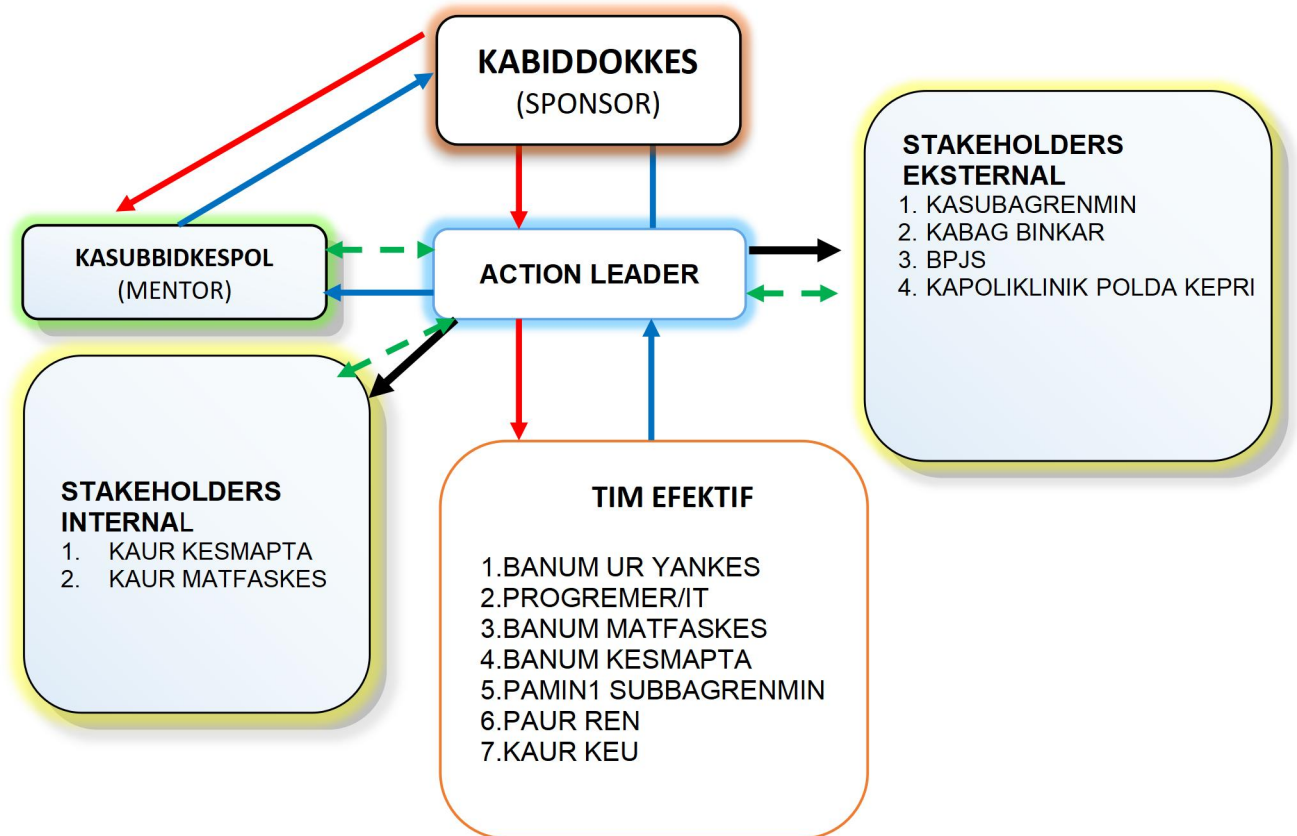 KABIDDOKKES
(SPONSOR)
KASUBBIDKESPOL
(MENTOR)
ACTION LEADER
STAKEHOLDERS
EKSTERNAL
1. KASUBAGRENMIN
2. KABAG BINKAR
3. BPJS
4. KAPOLIKLINIK POLDA KEPRI
STAKEHOLDERS
INTERNAL
1. KAUR KESMAPTA
2. KAUR MATFASKES
TIM EFEKTIF
1.BANUM UR YANKES
2.PROGREMER/IT
3.BANUM MATFASKES
4.BANUM KESMAPTA
5.PAMIN1 SUBBAGRENMIN
6.PAUR REN
7.KAUR KEU